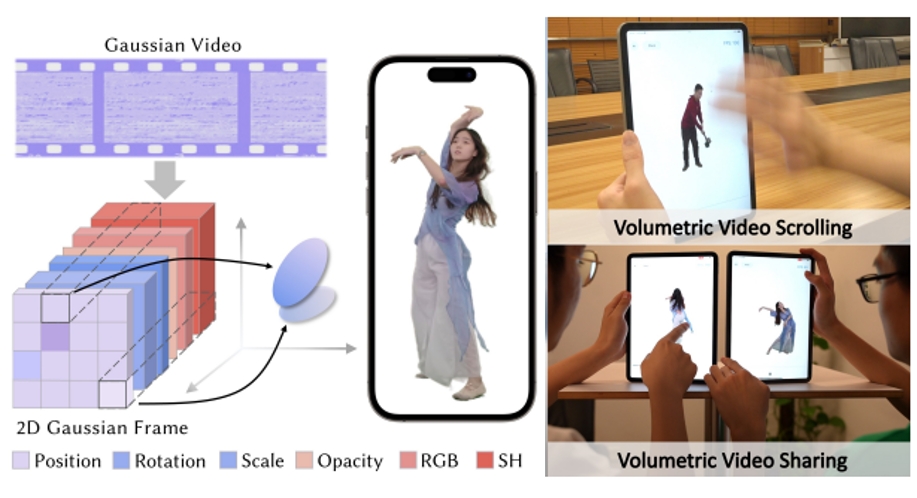 Gaussian Video
2D Gaussian Frame
Position Rotation Scale Opacity RGB SH
Volumetric Video Scrolling
Volumetric Video Sharing